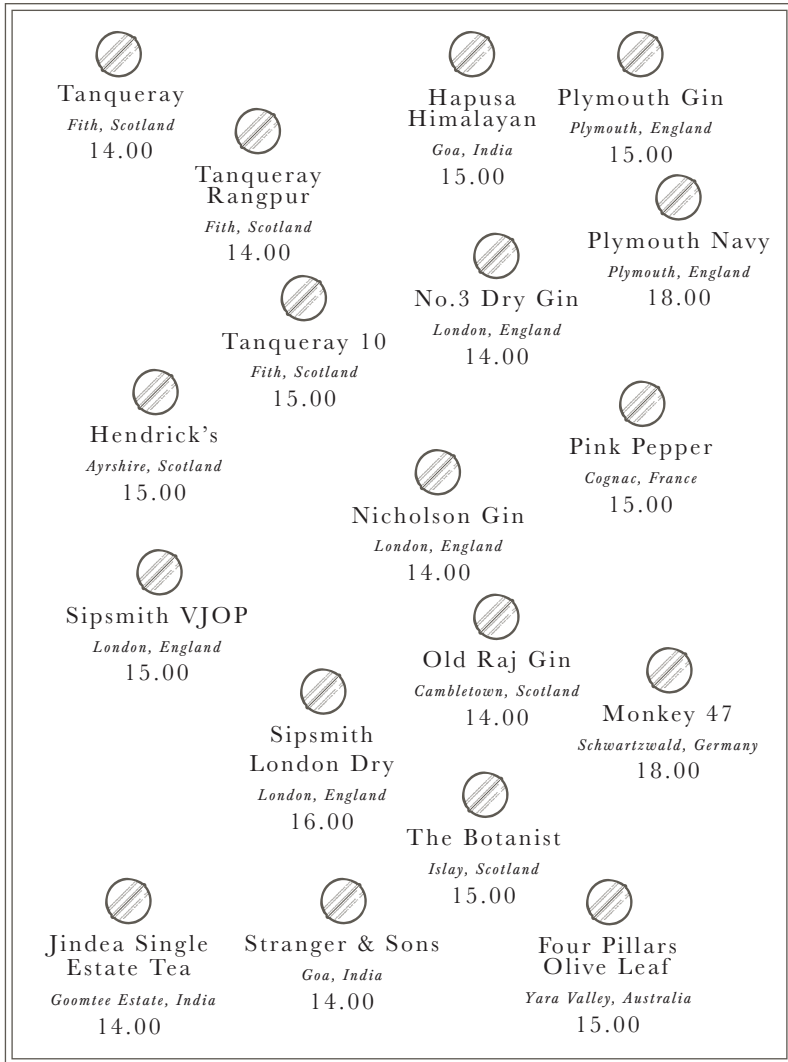 Tanqueray
Fith, Scotland
14.00
Tanqueray
Rangpur
Fith, Scotland
14.00
Hapusa
Himalayan
Goa, India
15.00
Plymouth Gin
Plymouth, England
15.00
Plymouth Navy
Plymouth, England
18.00
No.3 Dry Gin
London, England
14.00
Tanqueray 10
Fith, Scotland
15.00
Hendrick's
Ayrshire, Scotland
15.00
Pink Pepper
Cognac, France
15.00
Nicholson Gin
London, England
14.00
Sipsmith VJOP
London, England
15.00
Old Raj Gin
Cambletown, Scotland
14.00
Monkey 47
Schwartzwald, Germany
18.00
Sipsmith
London Dry
London, England
16.00
The Botanist
Islay, Scotland
15.00
Jindea Single
Estate Tea
Goomtee Estate, India
14.00
Stranger & Sons
Goa, India
14.00
Four Pillars
Olive Leaf
Yara Valley, Australia
15.00